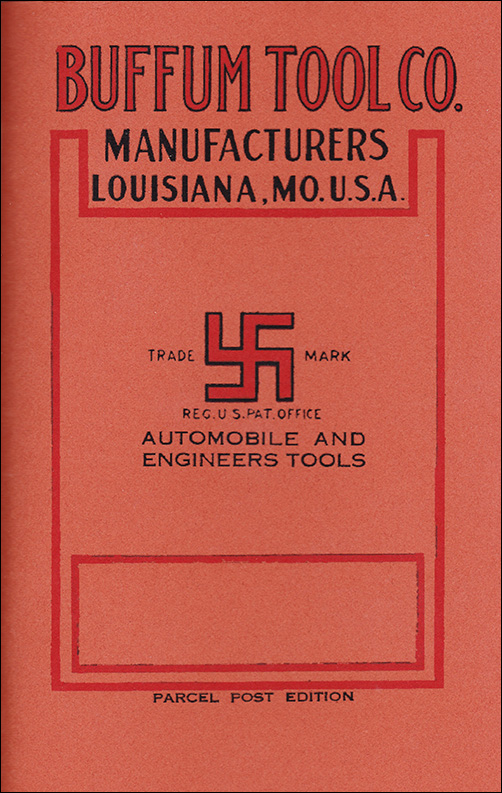 BUFFUM TOOL CO.
MANUFACTURERS
LOUISIANA, MO. U.S.A.
TRADE MARK
REG. U S. PAT. OFFICE
AUTOMOBILE AND
ENGINEERS TOOLS
PARCEL POST EDITION